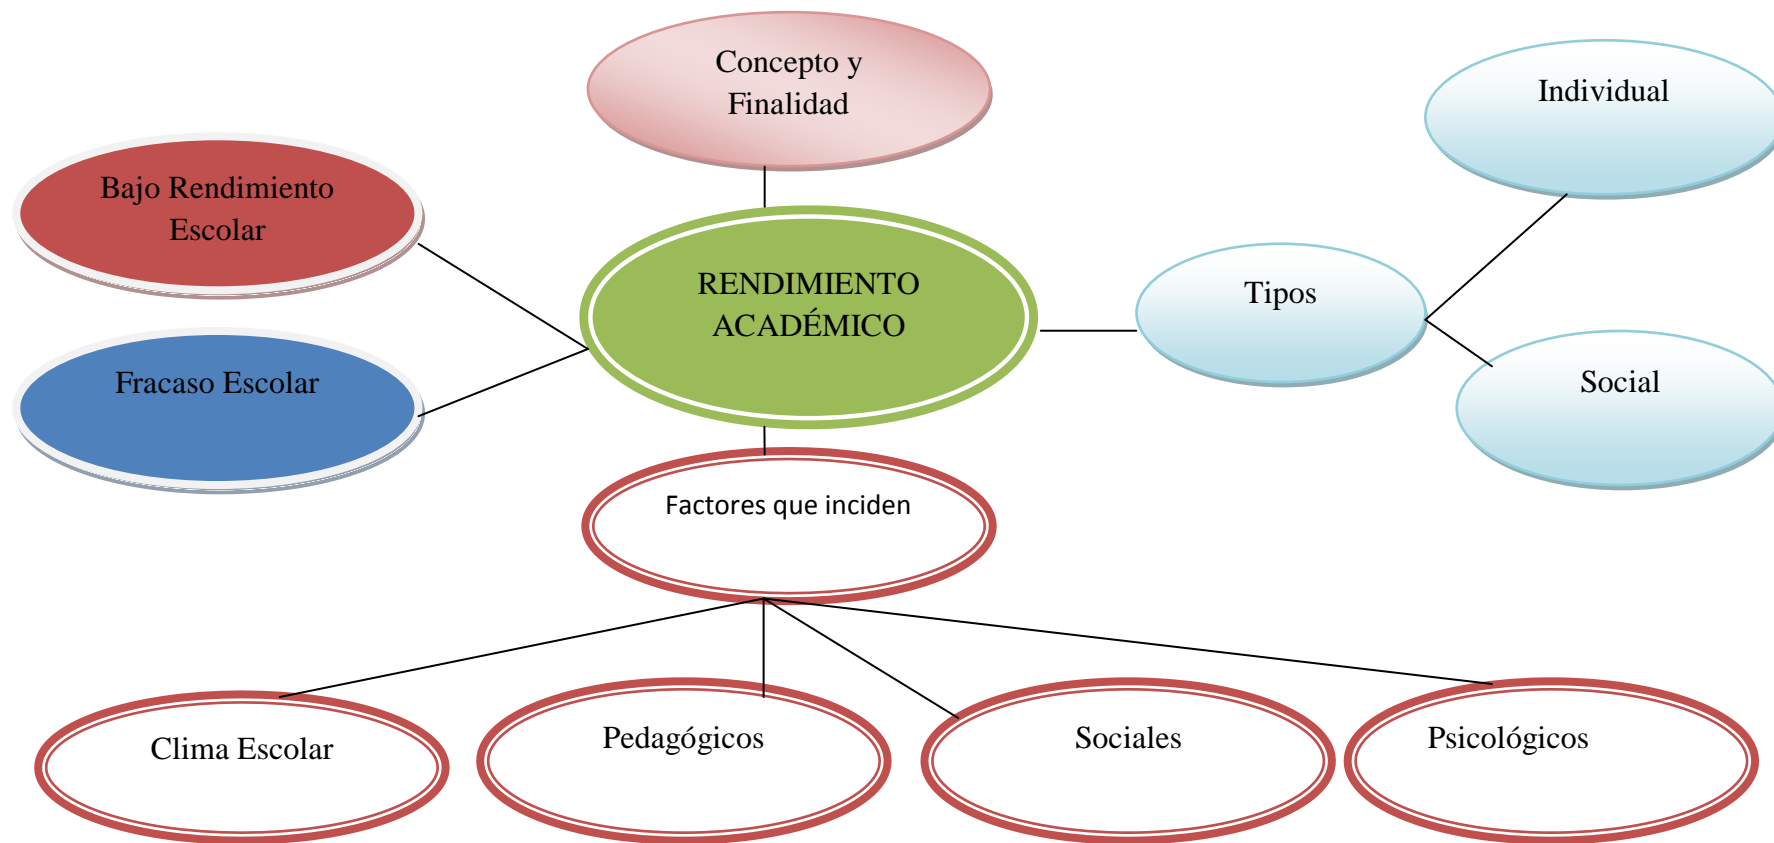 Concepto y
Finalidad
Individual
Bajo Rendimiento
Escolar
RENDIMIENTO
ACADÉMICO
Tipos
Fracaso Escolar
Social
Factores que inciden
Clima Escolar
Pedagógicos
Sociales
Psicológicos